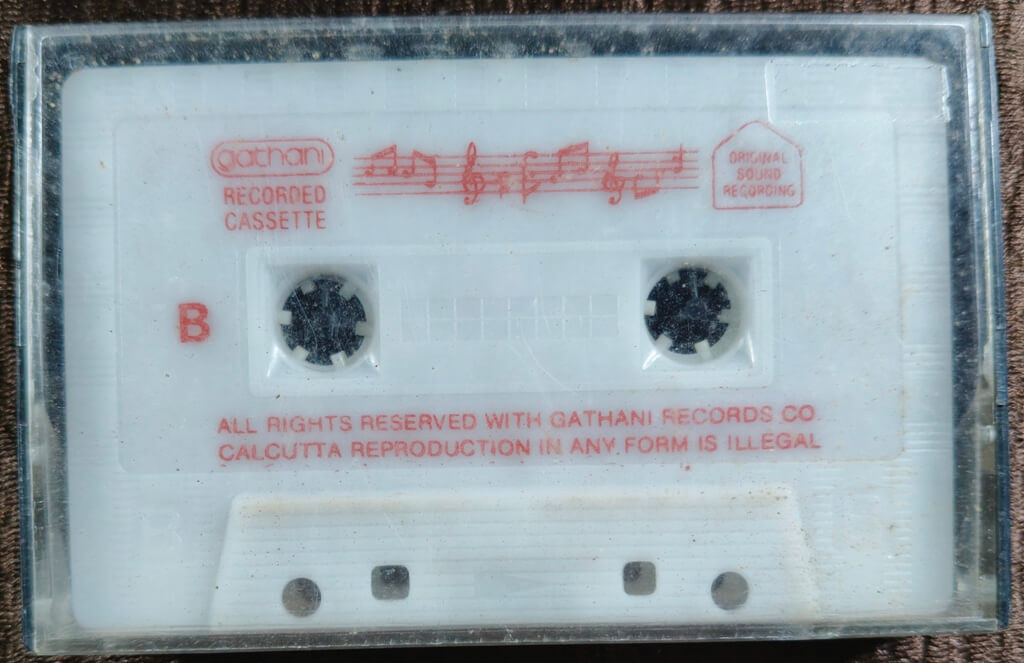 gathani
RECORDED
CASSETTE
ORIGINAL
SOUND
RECORDING
B
ALL RIGHTS RESERVED WITH GATHANI RECORDS CO
CALCUTTA REPRODUCTION IN ANY FORM IS ILLEGAL